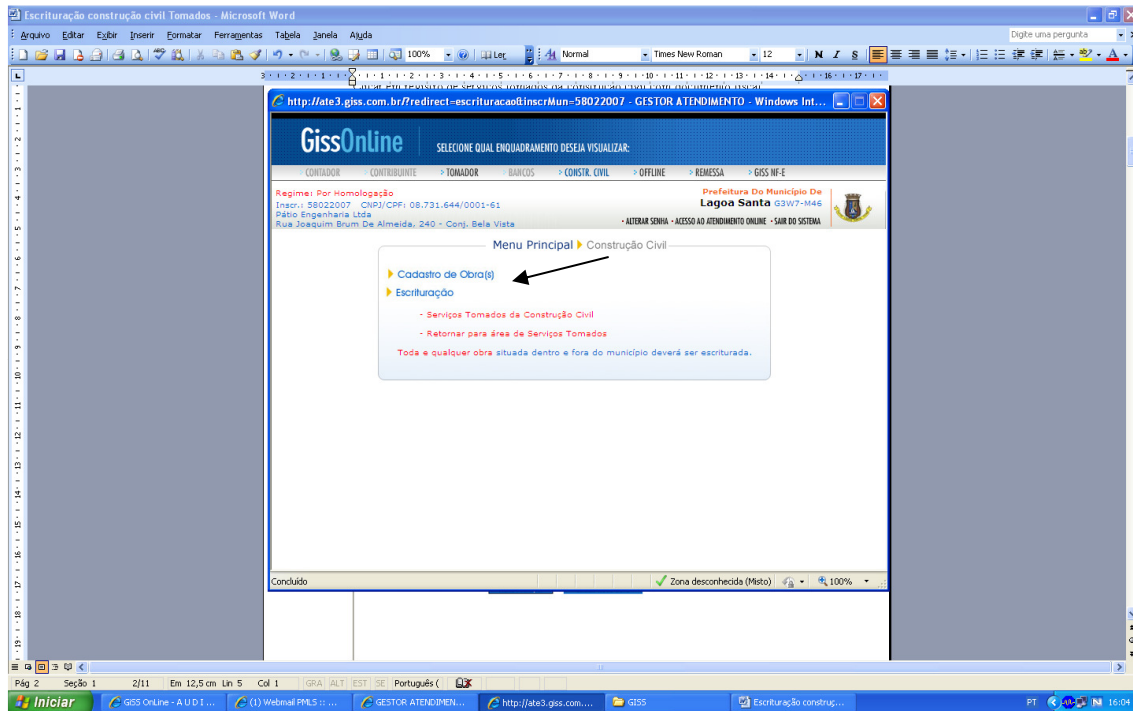 Escrituração construção civil Tomados - Microsoft Word
Arquivo Editar Exibir Inserir Formatar Ferramentas Tabela Janela Ajuda
Digite uma pergunta
100% Ler Normal Times New Roman 12 N I S
http://ate3.giss.com.br/?redirect=escrituracao&inscrMun=58022007 - GESTOR ATENDIMENTO - Windows Int...
GissOnline
SELECIONE QUAL ENQUADRAMENTO DESEJA VISUALIZAR:
> CONTADOR > CONTRIBUINTE > TOMADOR > BANCOS > CONSTR. CIVIL > OFFLINE > REMESSA > GISS NF-E
Regime: Por Homologação
Inscr.: 58022007 CNPJ/CPF: 08.731.644/0001-61
Pátio Engenharia Ltda
Rua Joaquim Brum De Almeida, 240 - Conj. Bela Vista
Prefeitura Do Município De
Lagoa Santa G3W7-M46
• ALTERAR SENHA • ACESSO AO ATENDIMENTO ONLINE • SAIR DO SISTEMA
Menu Principal Construção Civil
Cadastro de Obra(s)
Escrituração
- Serviços Tomados da Construção Civil
- Retornar para área de Serviços Tomados
Toda e qualquer obra situada dentro e fora do município deverá ser escriturada.
Concluído
Zona desconhecida (Misto)
100%
Pág 2 Seção 1 2/11 Em 12,5 cm Lin 5 Col 1 GRA ALT EST SE Português (
Iniciar
GISS OnLine - A U D I ...
(1) Webmail PMLS :: ...
GESTOR ATENDIMEN...
http://ate3.giss.com....
GISS
Escrituração construç...
PT
16:04